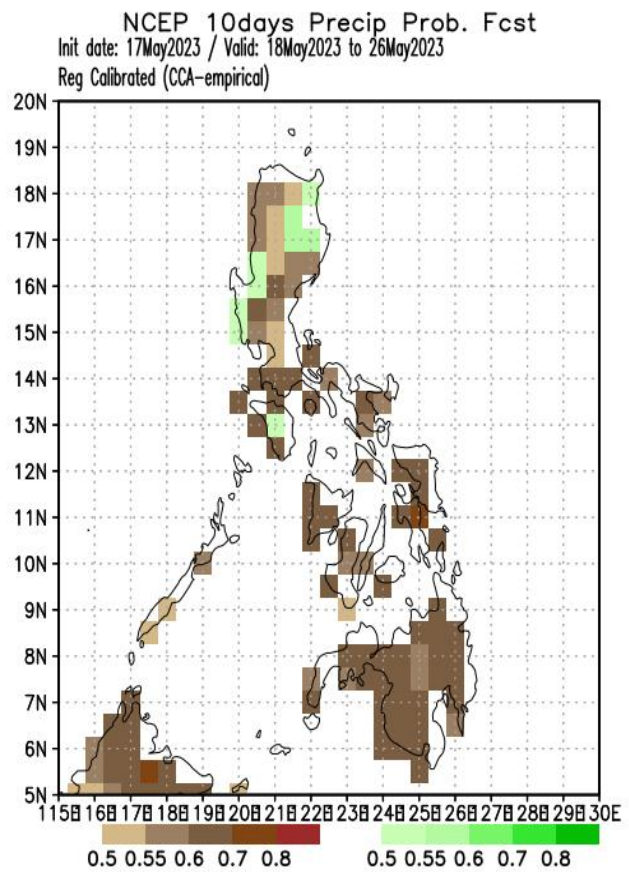 NCEP 10days Precip Prob. Fcst
Init date: 17May2023 / Valid: 18May2023 to 26May2023
Reg Calibrated (CCA-empirical)
20N
19N
18N
17N
16N
15N
14N
13N
12N
11N
10N
9N
8N
7N
6N
5N
115E 116E 117E 118E 119E 120E 121E 122E 123E 124E 125E 126E 127E 128E 129E 130E
0.5 0.55 0.6 0.7 0.8 0.5 0.55 0.6 0.7 0.8